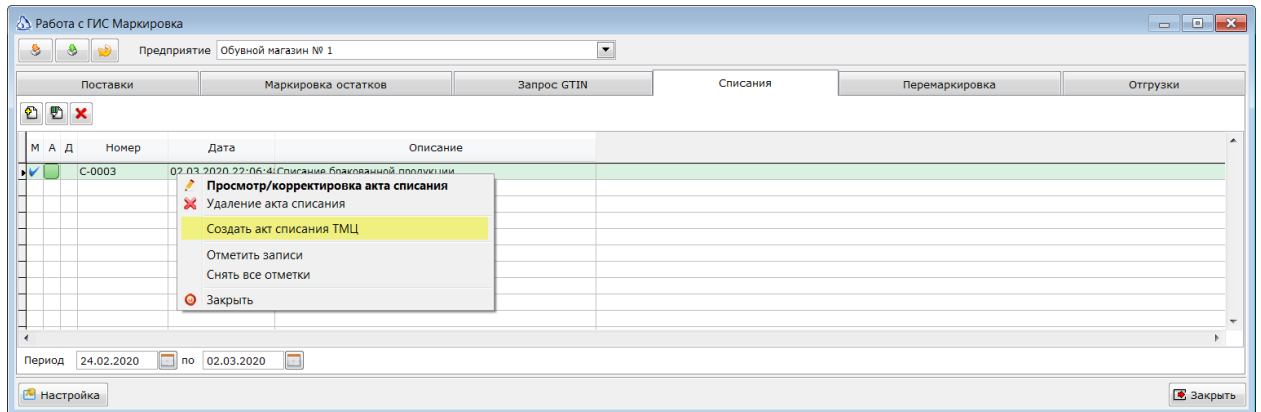 Работа с ГИС Маркировка
Предприятие Обувной магазин № 1
Поставки Маркировка остатков Запрос GTIN Списания Перемаркировка Отгрузки
М А Д Номер Дата Описание
С-0003 02.03.2020 22:06:4 Списание бракованной продукции
Просмотр/корректировка акта списания
Удаление акта списания
Создать акт списания ТМЦ
Отметить записи
Снять все отметки
Закрыть
Период 24.02.2020 по 02.03.2020
Настройка Закрыть